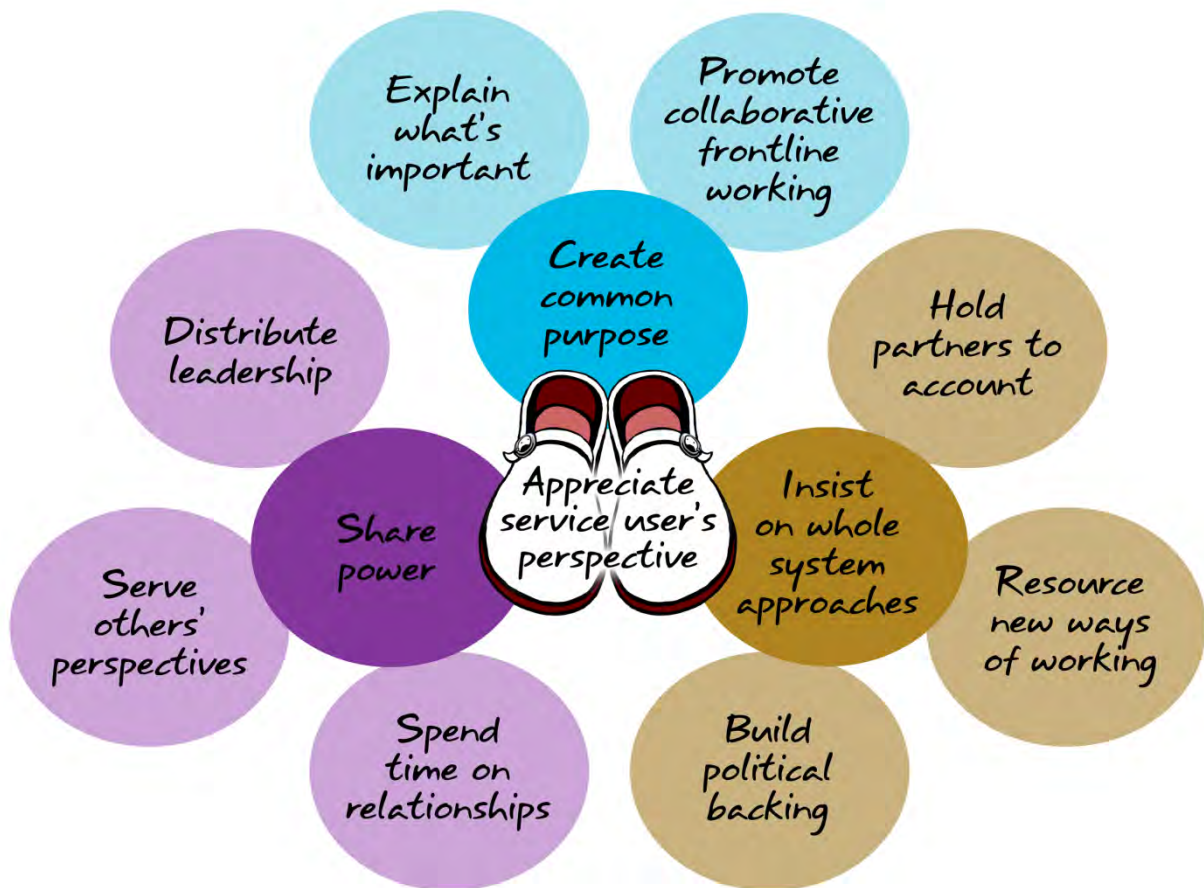 Explain
what's
important
Promote
collaborative
frontline
working
Create
common
purpose
Distribute
leadership
Hold
partners to
account
Share
power
Appreciate
service user's
perspective
Insist
on whole
system
approaches
Serve
others'
perspectives
Resource
new ways
of working
Spend
time on
relationships
Build
political
backing